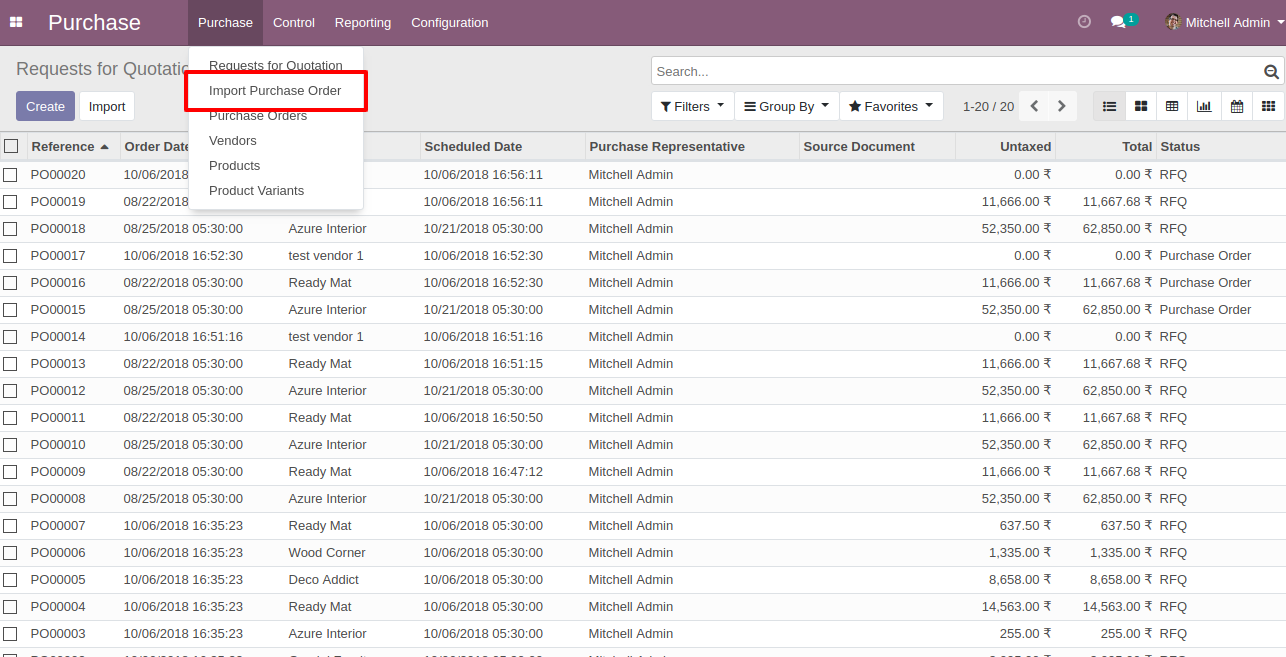 Purchase Purchase Control Reporting Configuration 1 Mitchell Admin
Requests for Quotatio
Search...
Create Import
Filters Group By Favorites 1-20 / 20
Requests for Quotation
Import Purchase Order
Purchase Orders
Vendors
Products
Product Variants
Reference Order Date Scheduled Date Purchase Representative Source Document Untaxed Total Status
PO00020 10/06/2018 10/06/2018 16:56:11 Mitchell Admin 0.00 ₹ 0.00 ₹ RFQ
PO00019 08/22/2018 10/06/2018 16:56:11 Mitchell Admin 11,666.00 ₹ 11,667.68 ₹ RFQ
PO00018 08/25/2018 05:30:00 Azure Interior 10/21/2018 05:30:00 Mitchell Admin 52,350.00 ₹ 62,850.00 ₹ RFQ
PO00017 10/06/2018 16:52:30 test vendor 1 10/06/2018 16:52:30 Mitchell Admin 0.00 ₹ 0.00 ₹ Purchase Order
PO00016 08/22/2018 05:30:00 Ready Mat 10/06/2018 16:52:30 Mitchell Admin 11,666.00 ₹ 11,667.68 ₹ Purchase Order
PO00015 08/25/2018 05:30:00 Azure Interior 10/21/2018 05:30:00 Mitchell Admin 52,350.00 ₹ 62,850.00 ₹ Purchase Order
PO00014 10/06/2018 16:51:16 test vendor 1 10/06/2018 16:51:16 Mitchell Admin 0.00 ₹ 0.00 ₹ RFQ
PO00013 08/22/2018 05:30:00 Ready Mat 10/06/2018 16:51:15 Mitchell Admin 11,666.00 ₹ 11,667.68 ₹ RFQ
PO00012 08/25/2018 05:30:00 Azure Interior 10/21/2018 05:30:00 Mitchell Admin 52,350.00 ₹ 62,850.00 ₹ RFQ
PO00011 08/22/2018 05:30:00 Ready Mat 10/06/2018 16:50:50 Mitchell Admin 11,666.00 ₹ 11,667.68 ₹ RFQ
PO00010 08/25/2018 05:30:00 Azure Interior 10/21/2018 05:30:00 Mitchell Admin 52,350.00 ₹ 62,850.00 ₹ RFQ
PO00009 08/22/2018 05:30:00 Ready Mat 10/06/2018 16:47:12 Mitchell Admin 11,666.00 ₹ 11,667.68 ₹ RFQ
PO00008 08/25/2018 05:30:00 Azure Interior 10/21/2018 05:30:00 Mitchell Admin 52,350.00 ₹ 62,850.00 ₹ RFQ
PO00007 10/06/2018 16:35:23 Ready Mat 10/06/2018 05:30:00 Mitchell Admin 637.50 ₹ 637.50 ₹ RFQ
PO00006 10/06/2018 16:35:23 Wood Corner 10/06/2018 05:30:00 Mitchell Admin 1,335.00 ₹ 1,335.00 ₹ RFQ
PO00005 10/06/2018 16:35:23 Deco Addict 10/06/2018 05:30:00 Mitchell Admin 8,658.00 ₹ 8,658.00 ₹ RFQ
PO00004 10/06/2018 16:35:23 Ready Mat 10/06/2018 05:30:00 Mitchell Admin 14,563.00 ₹ 14,563.00 ₹ RFQ
PO00003 10/06/2018 16:35:23 Azure Interior 10/06/2018 05:30:00 Mitchell Admin 255.00 ₹ 255.00 ₹ RFQ